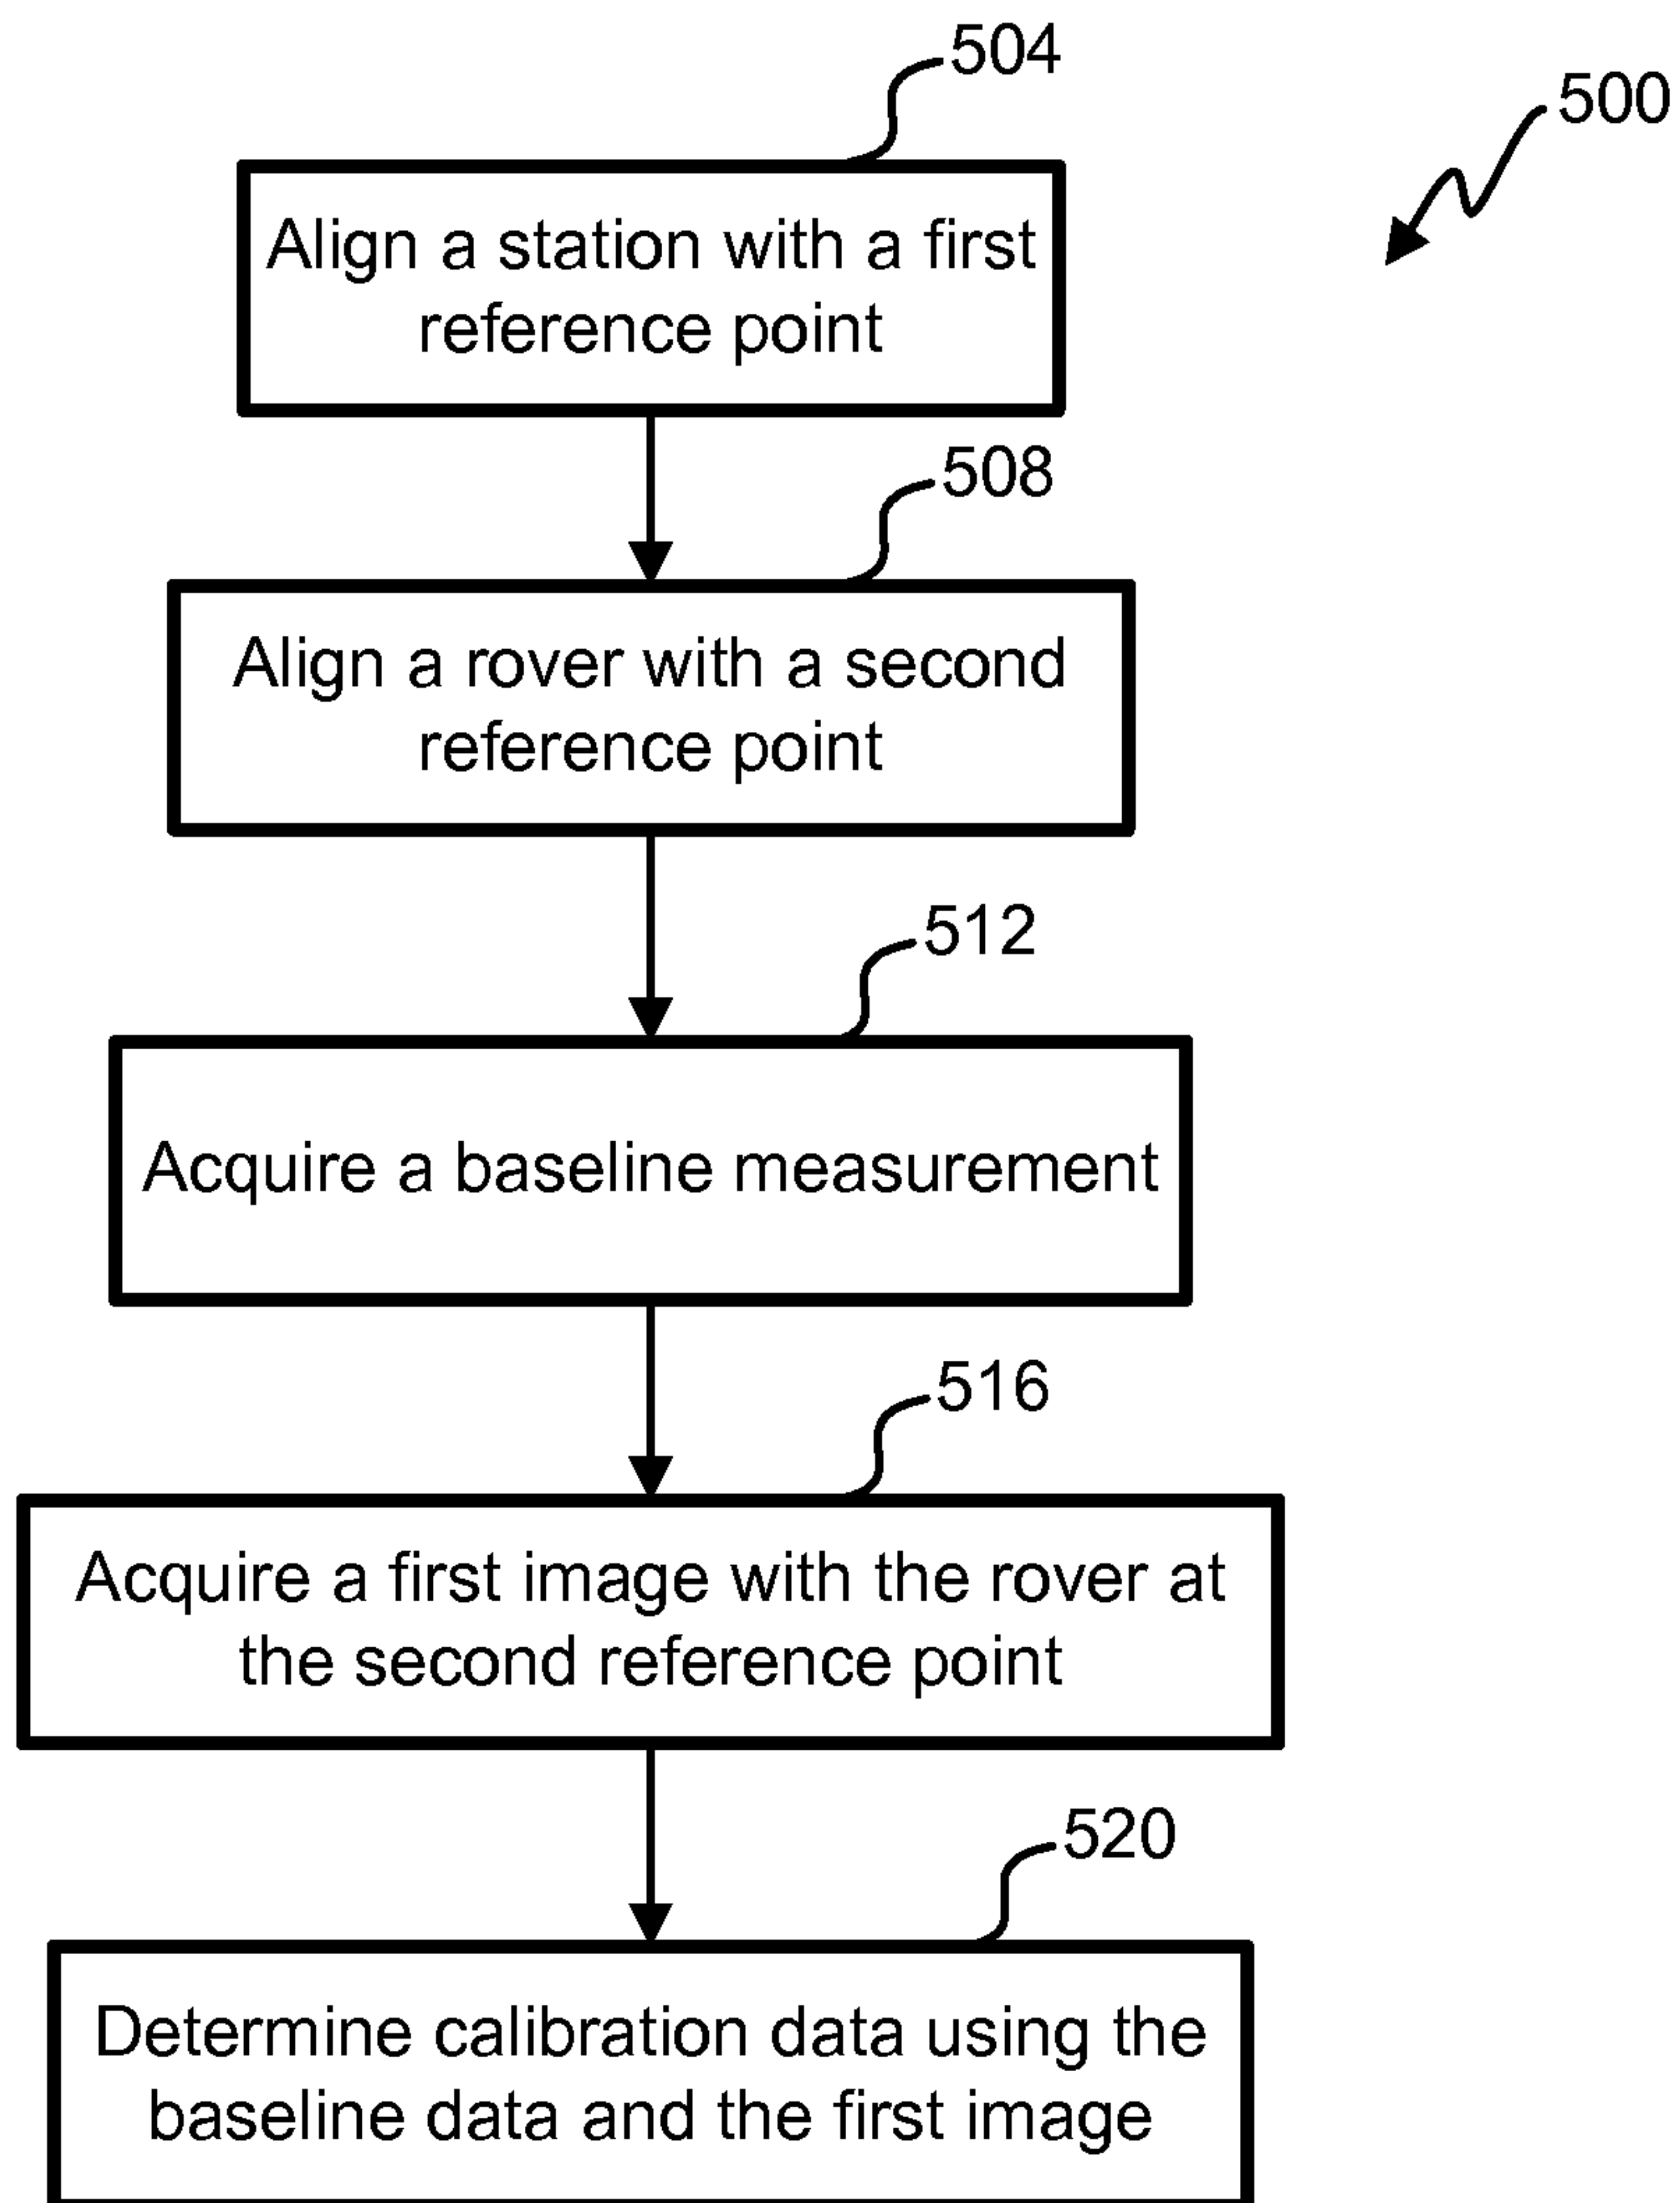 504
500
Align a station with a first
reference point
508
Align a rover with a second
reference point
512
Acquire a baseline measurement
516
Acquire a first image with the rover at
the second reference point
520
Determine calibration data using the
baseline data and the first image